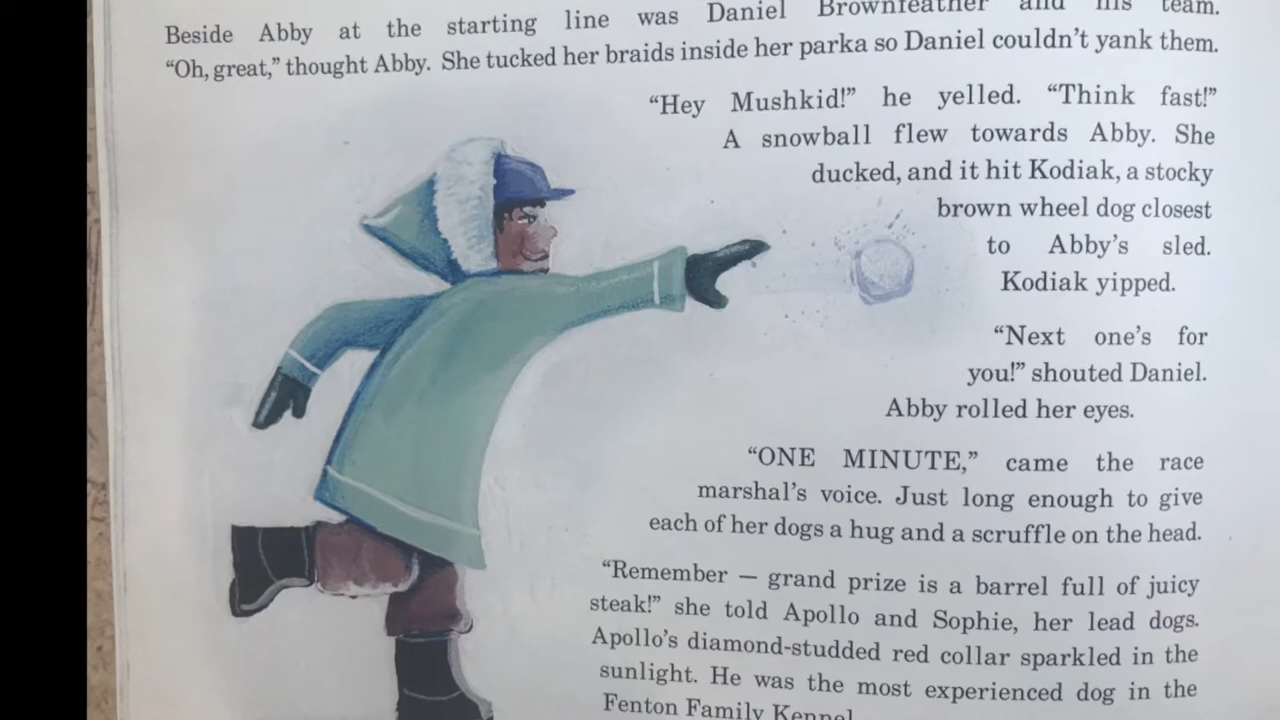 Beside Abby at the starting line was Daniel Brownfeather and his team.
“Oh, great,” thought Abby. She tucked her braids inside her parka so Daniel couldn’t yank them.
“Hey Mushkid!” he yelled. “Think fast!”
A snowball flew towards Abby. She
ducked, and it hit Kodiak, a stocky
brown wheel dog closest
to Abby’s sled.
Kodiak yipped.
“Next one’s for
you!” shouted Daniel.
Abby rolled her eyes.
“ONE MINUTE,” came the race
marshal’s voice. Just long enough to give
each of her dogs a hug and a scruffle on the head.
“Remember — grand prize is a barrel full of juicy
steak!” she told Apollo and Sophie, her lead dogs.
Apollo’s diamond-studded red collar sparkled in the
sunlight. He was the most experienced dog in the
Fenton Family Kennel